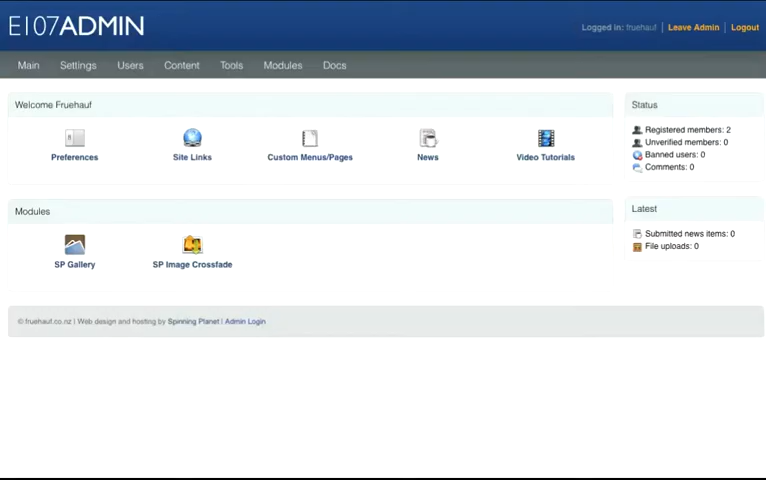 E107ADMIN
Logged in: fruehauf | Leave Admin | Logout
Main Settings Users Content Tools Modules Docs
Welcome Fruehauf
Preferences Site Links Custom Menus/Pages News Video Tutorials
Modules
SP Gallery SP Image Crossfade
Status
Registered members: 2
Unverified members: 0
Banned users: 0
Comments: 0
Latest
Submitted news items: 0
File uploads: 0
© fruehauf.co.nz | Web design and hosting by Spinning Planet | Admin Login